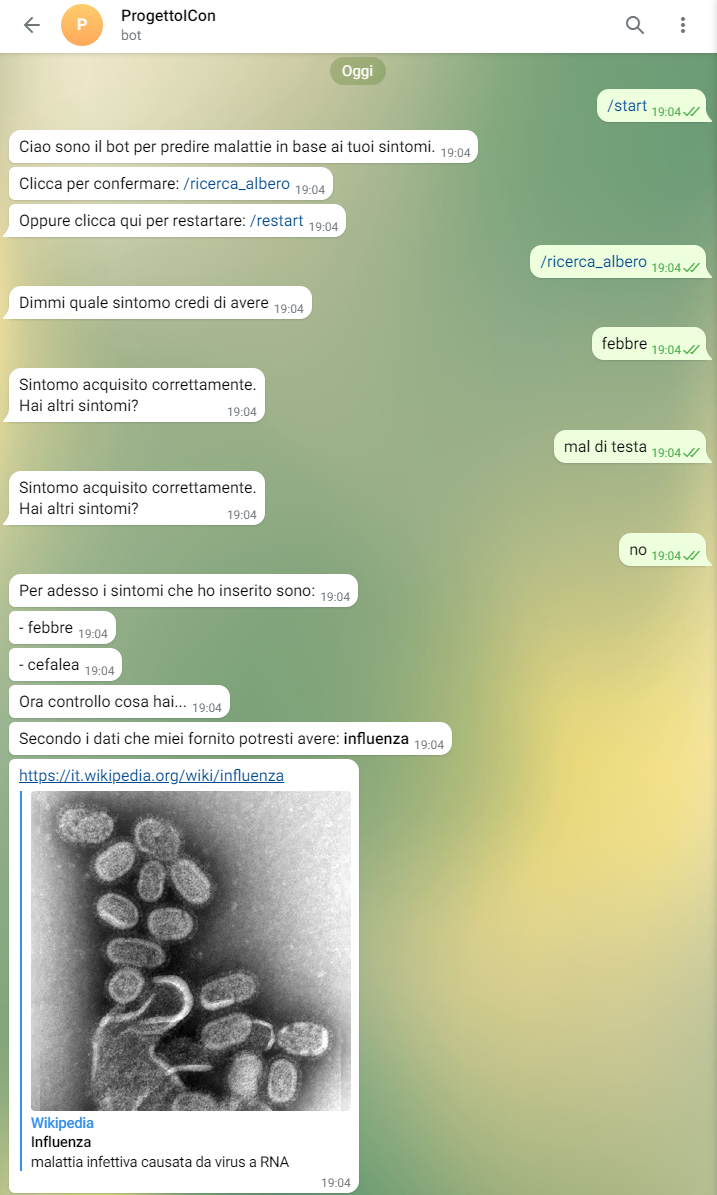 P
ProgettoICon
bot
Oggi
/start 19:04
Ciao sono il bot per predire malattie in base ai tuoi sintomi. 19:04
Clicca per confermare: /ricerca_albero 19:04
Oppure clicca qui per restartare: /restart 19:04
/ricerca_albero 19:04
Dimmi quale sintomo credi di avere 19:04
febbre 19:04
Sintomo acquisito correttamente.
Hai altri sintomi? 19:04
mal di testa 19:04
Sintomo acquisito correttamente.
Hai altri sintomi? 19:04
no 19:04
Per adesso i sintomi che ho inserito sono: 19:04
- febbre 19:04
- cefalea 19:04
Ora controllo cosa hai... 19:04
Secondo i dati che miei fornito potresti avere: influenza 19:04
https://it.wikipedia.org/wiki/influenza
Wikipedia
Influenza
malattia infettiva causata da virus a RNA
19:04